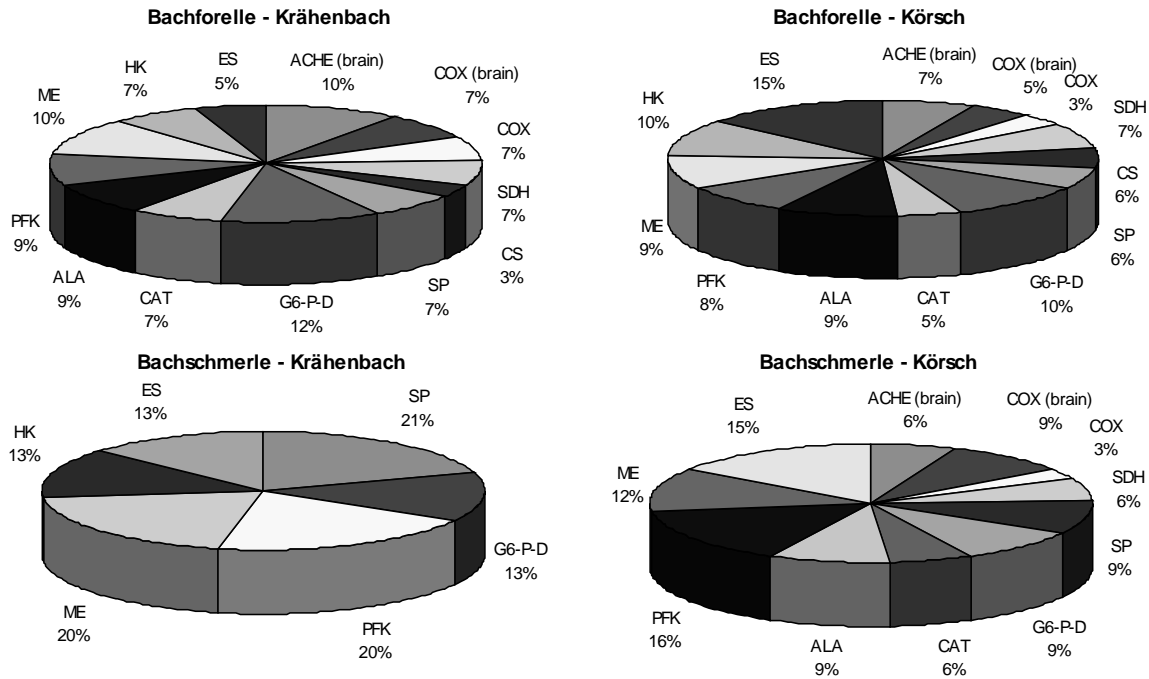 Bachforelle - Krähenbach
ES
5%
ACHE (brain)
10%
COX (brain)
7%
COX
7%
SDH
7%
CS
3%
SP
7%
G6-P-D
12%
CAT
7%
ALA
9%
PFK
9%
ME
10%
HK
7%
Bachforelle - Körsch
ES
15%
ACHE (brain)
7%
COX (brain)
5%
COX
3%
SDH
7%
CS
6%
SP
6%
G6-P-D
10%
CAT
5%
ALA
9%
PFK
8%
ME
9%
HK
10%
Bachschmerle - Krähenbach
ES
13%
SP
21%
G6-P-D
13%
PFK
20%
ME
20%
HK
13%
Bachschmerle - Körsch
ES
15%
ACHE (brain)
6%
COX (brain)
9%
COX
3%
SDH
6%
SP
9%
G6-P-D
9%
CAT
6%
ALA
9%
PFK
16%
ME
12%